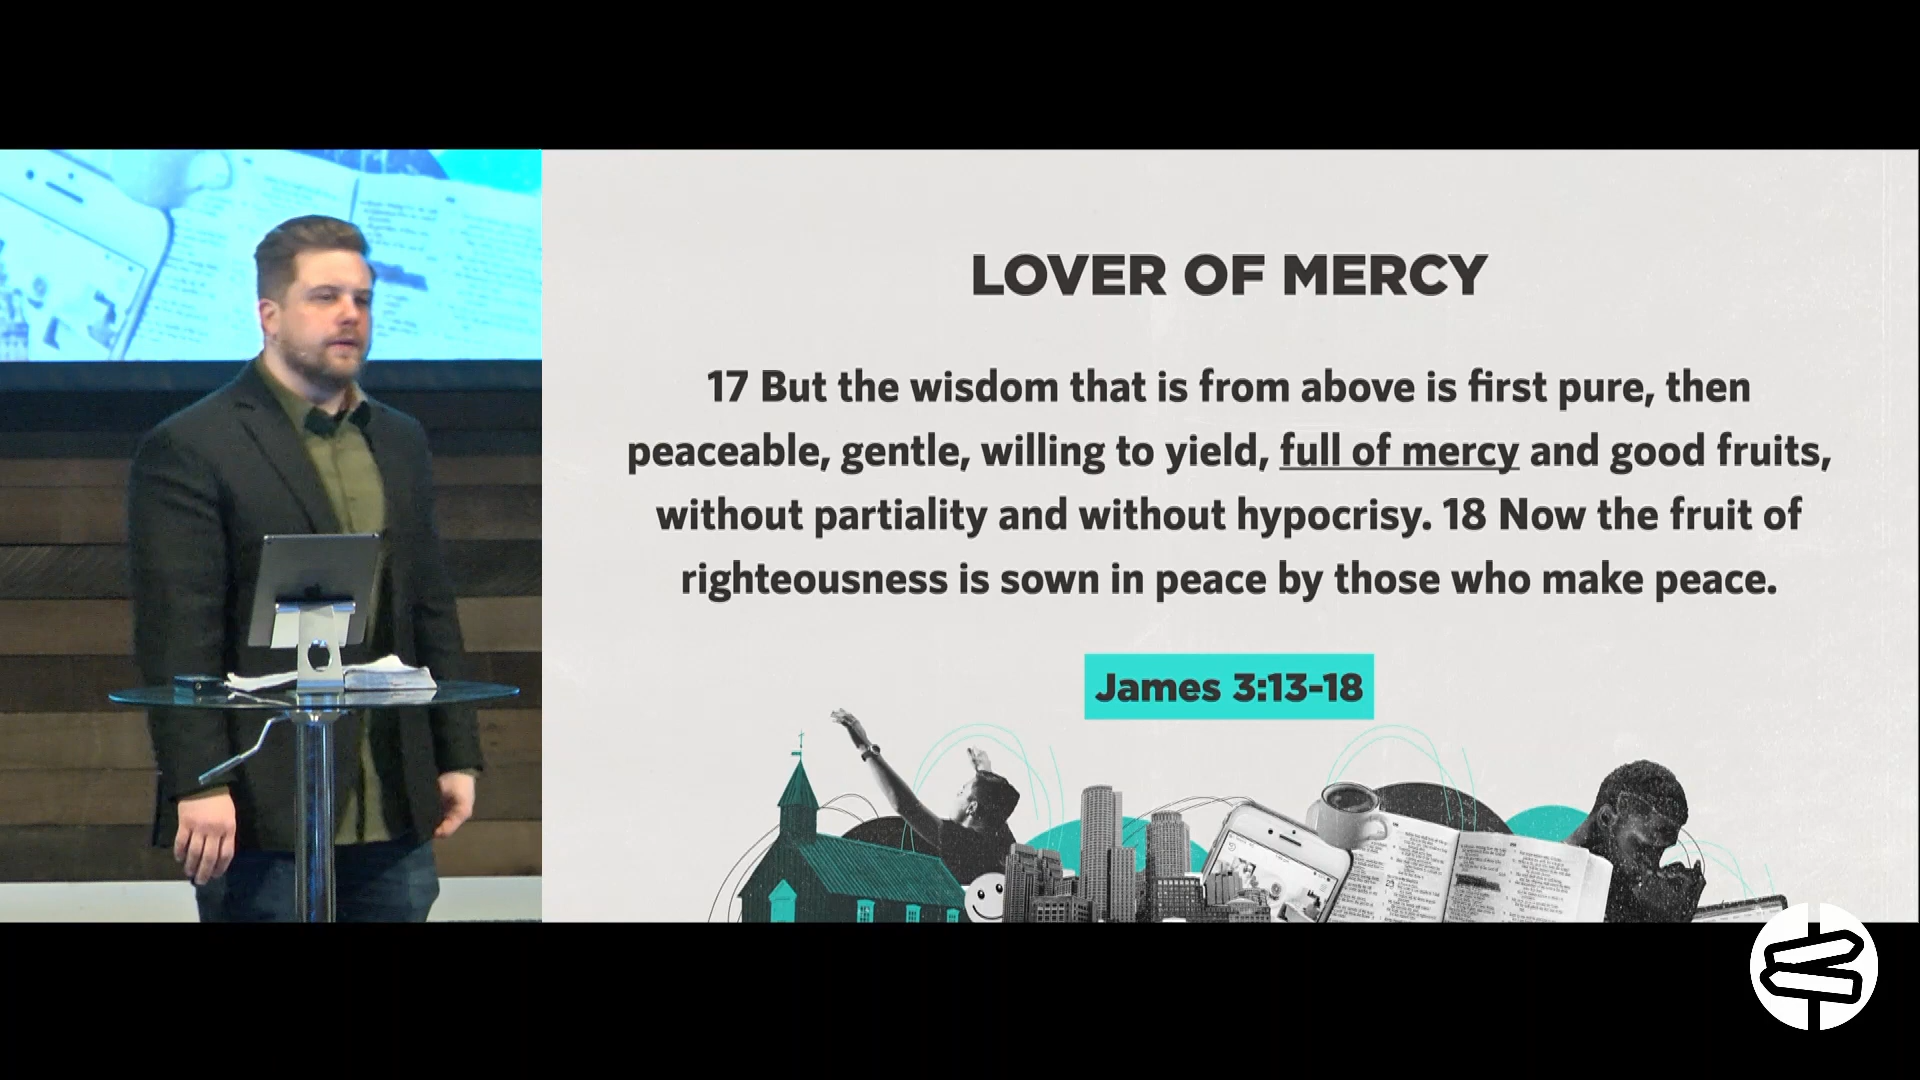 LOVER OF MERCY
17 But the wisdom that is from above is first pure, then
peaceable, gentle, willing to yield, full of mercy and good fruits,
without partiality and without hypocrisy. 18 Now the fruit of
righteousness is sown in peace by those who make peace.
James 3:13-18